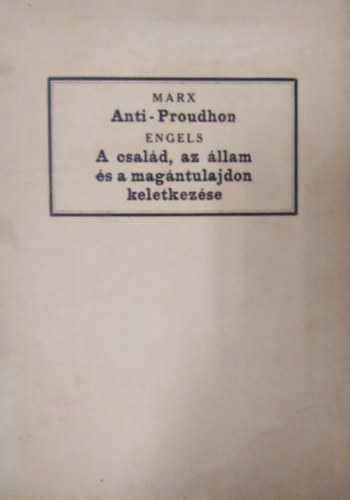 MARX
Anti-Proudhon
ENGELS
A család, az állam
és a magántulajdon
keletkezése